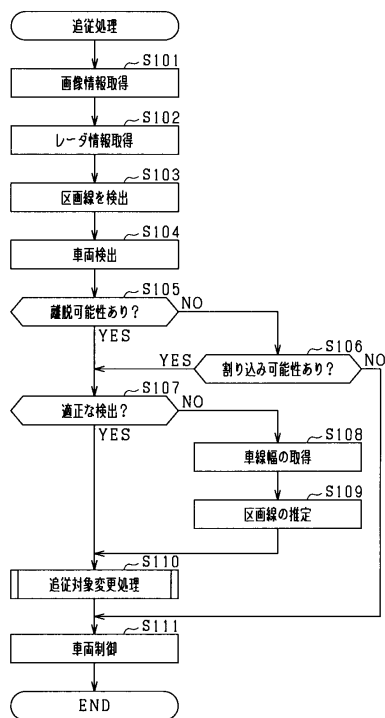 追従処理
S101
画像情報取得
S102
レーダ情報取得
S103
区画線を検出
S104
車両検出
S105
離脱可能性あり?
NO
YES
S106
YES
割り込み可能性あり?
NO
S107
適正な検出?
NO
YES
S108
車線幅の取得
S109
区画線の推定
S110
追従対象変更処理
S111
車両制御
END